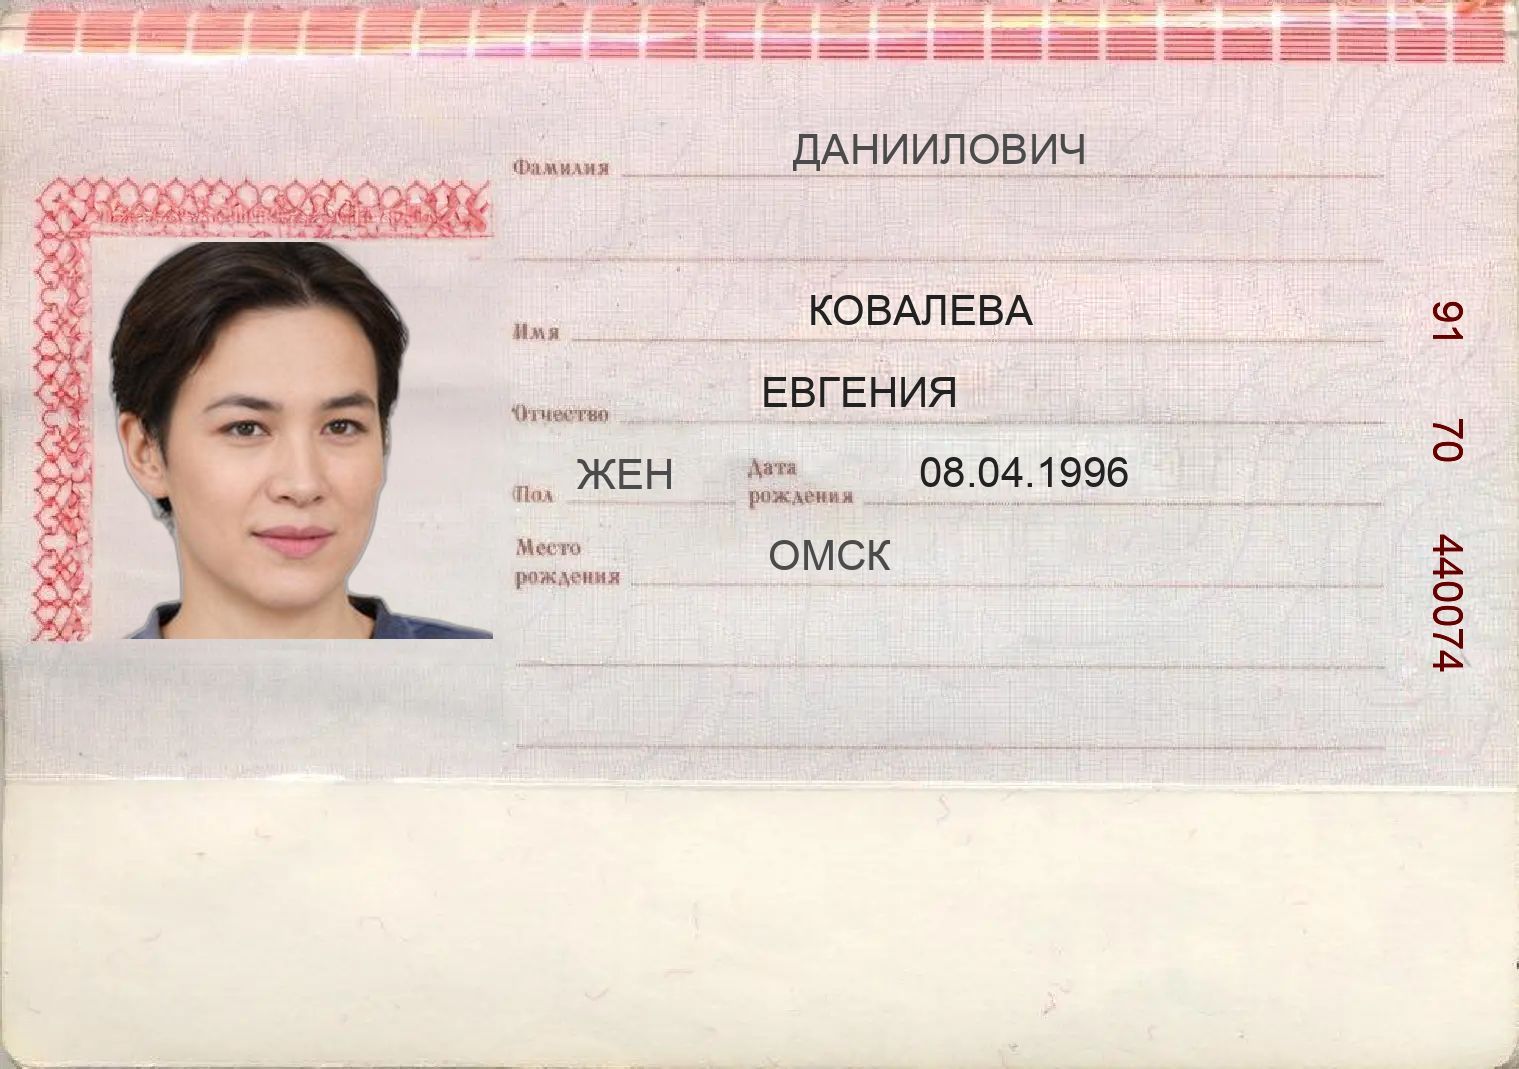 Фамилия ДАНИИЛОВИЧ
Имя КОВАЛЕВА
Отчество ЕВГЕНИЯ
Пол ЖЕН Дата рождения 08.04.1996
Место рождения ОМСК
91 70 440074